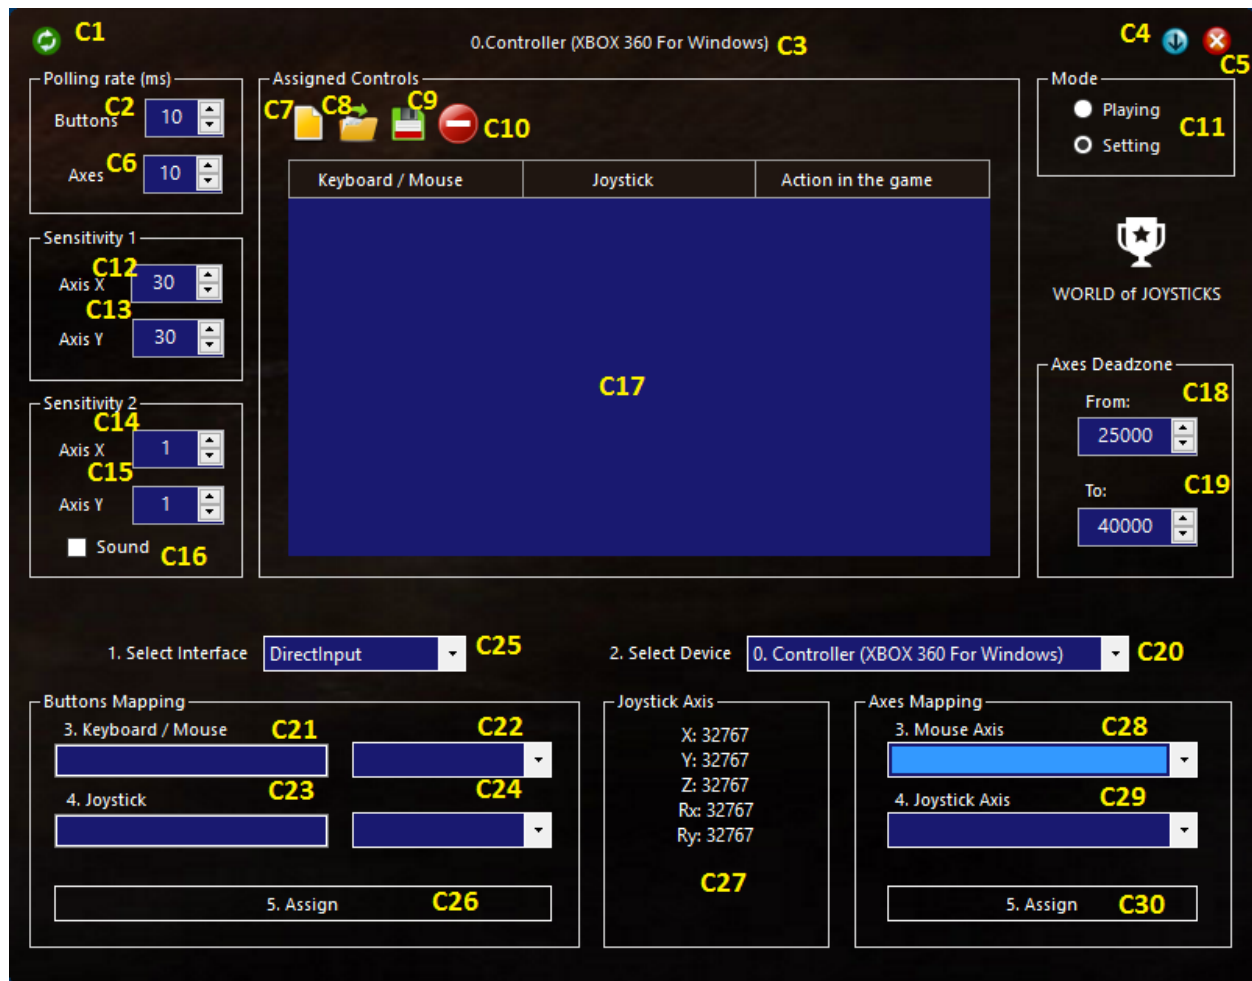 C1
0.Controller (XBOX 360 For Windows) C3
C4
C5
Polling rate (ms)
Buttons C2 10
Axes C6 10
Assigned Controls
C7 C8 C9 C10
Keyboard / Mouse Joystick Action in the game
C17
Mode
Playing
Setting
C11
Sensitivity 1
C12
Axis X 30
C13
Axis Y 30
WORLD of JOYSTICKS
Sensitivity 2
C14
Axis X 1
C15
Axis Y 1
Sound C16
Axes Deadzone
From: C18
25000
To: C19
40000
1. Select Interface DirectInput C25
2. Select Device 0. Controller (XBOX 360 For Windows) C20
Buttons Mapping
3. Keyboard / Mouse C21 C22
4. Joystick C23 C24
5. Assign C26
Joystick Axis
X: 32767
Y: 32767
Z: 32767
Rx: 32767
Ry: 32767
C27
Axes Mapping
3. Mouse Axis C28
4. Joystick Axis C29
5. Assign C30